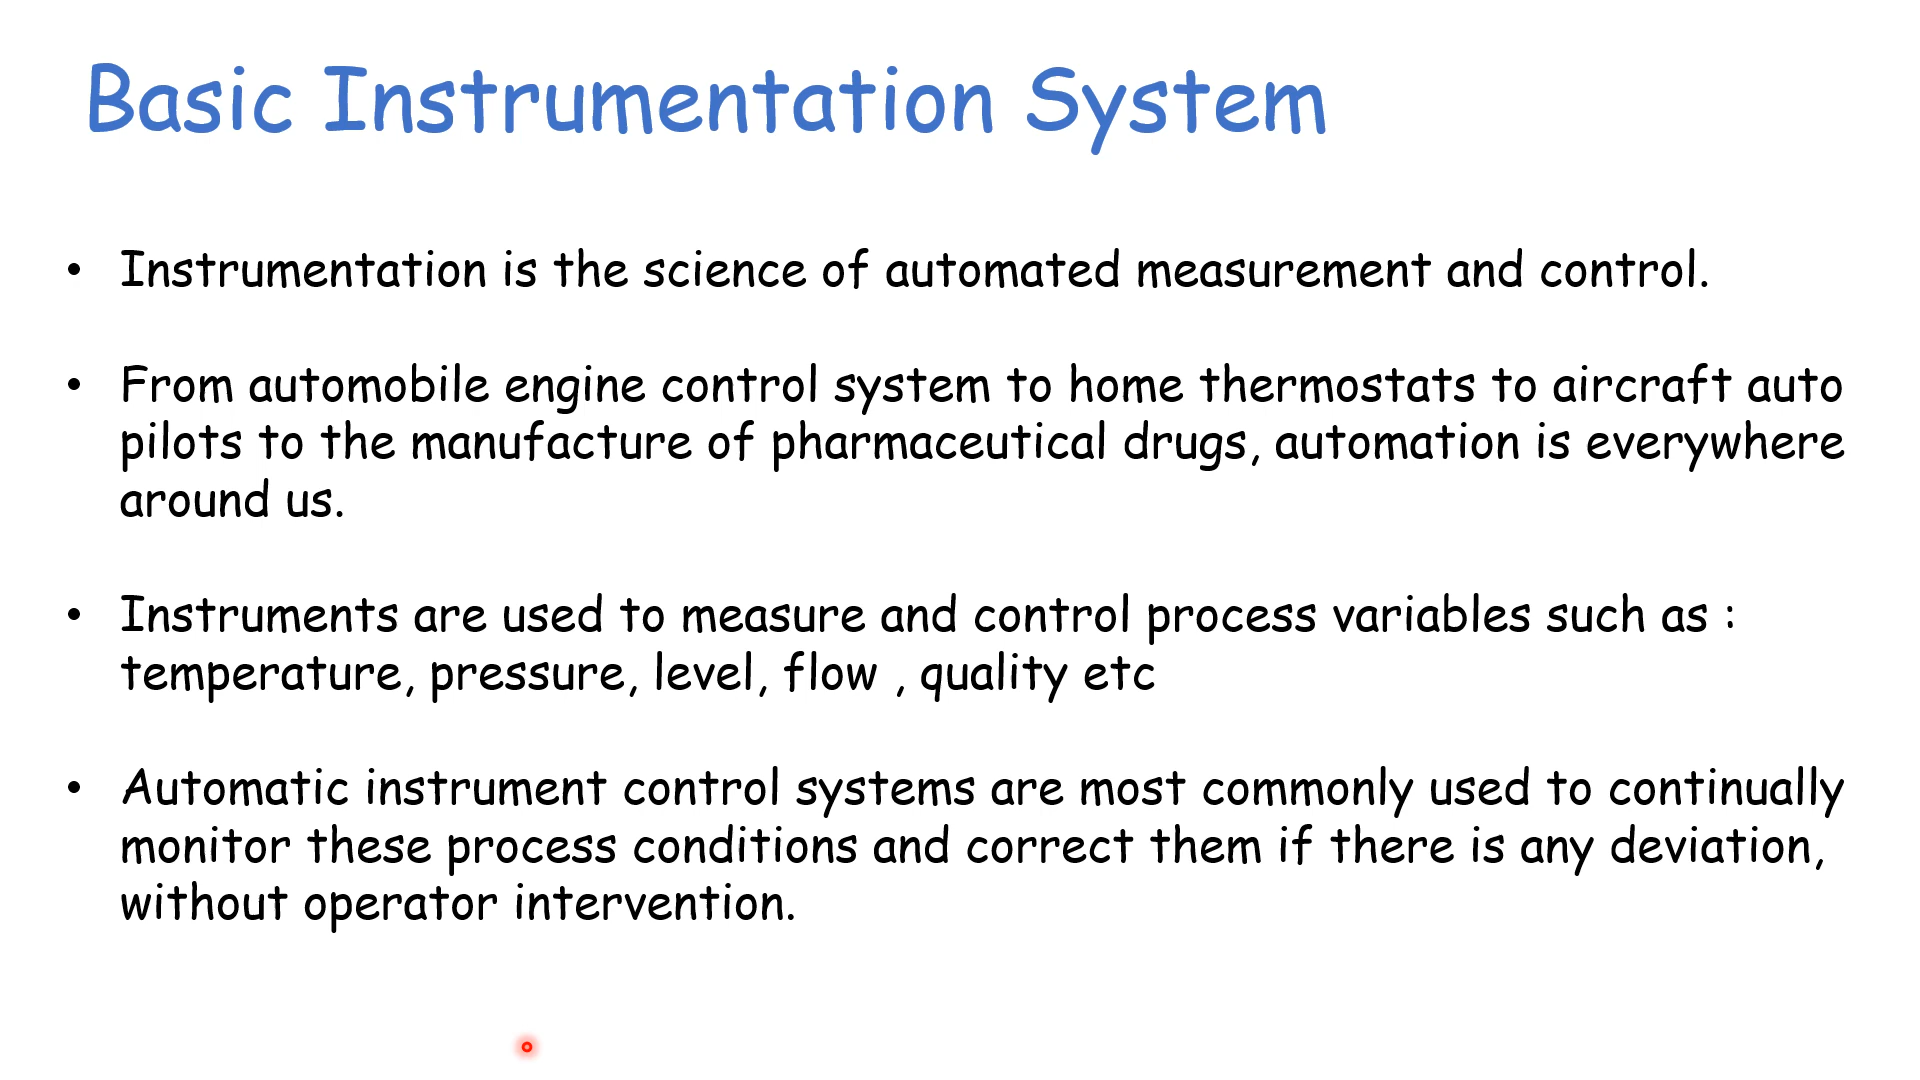 Basic Instrumentation System
• Instrumentation is the science of automated measurement and control.
• From automobile engine control system to home thermostats to aircraft auto
pilots to the manufacture of pharmaceutical drugs, automation is everywhere
around us.
• Instruments are used to measure and control process variables such as :
temperature, pressure, level, flow , quality etc
• Automatic instrument control systems are most commonly used to continually
monitor these process conditions and correct them if there is any deviation,
without operator intervention.